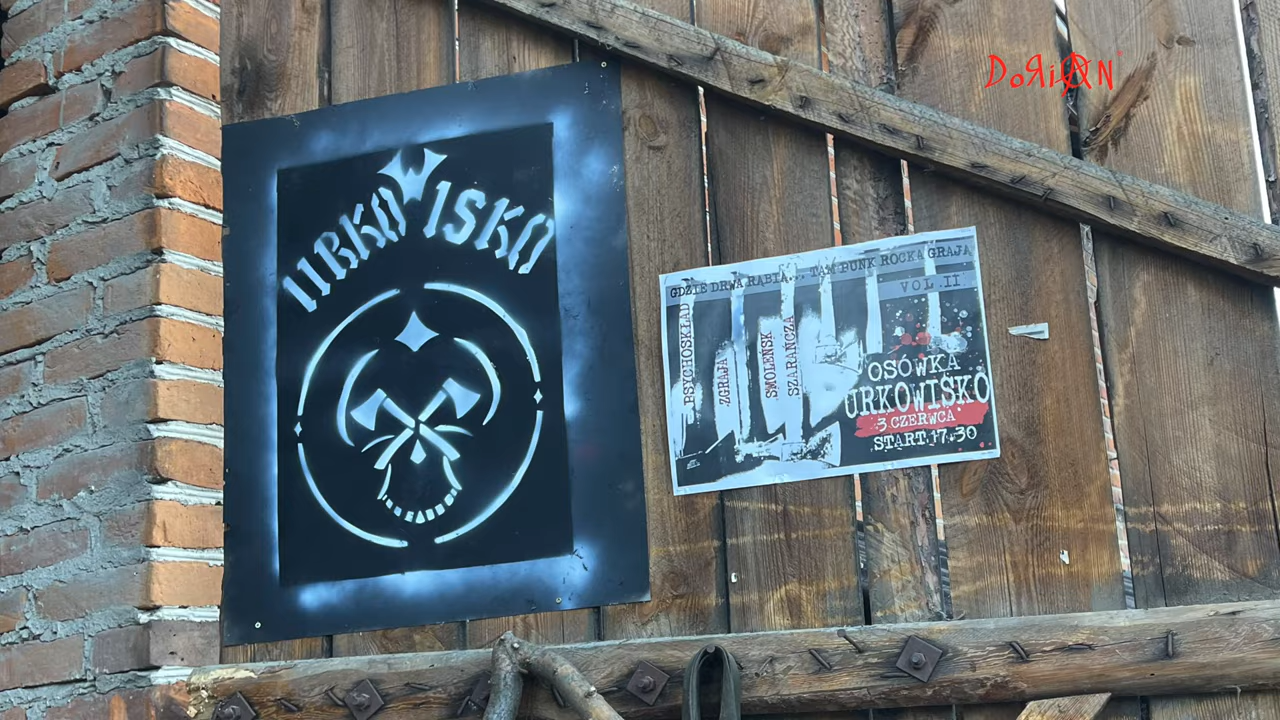 DoЯiAN
URKOWISKO
GDZIE DRWA RĄBIĄ... TAM PUNK ROCKA GRAJĄ
VOL. II
PSYCHOSKŁAD
ZGRAJA
SMOLEŃSK
SZARAŃCZA
OSÓWKA
URKOWISKO
3 CZERWCA
START 17.30